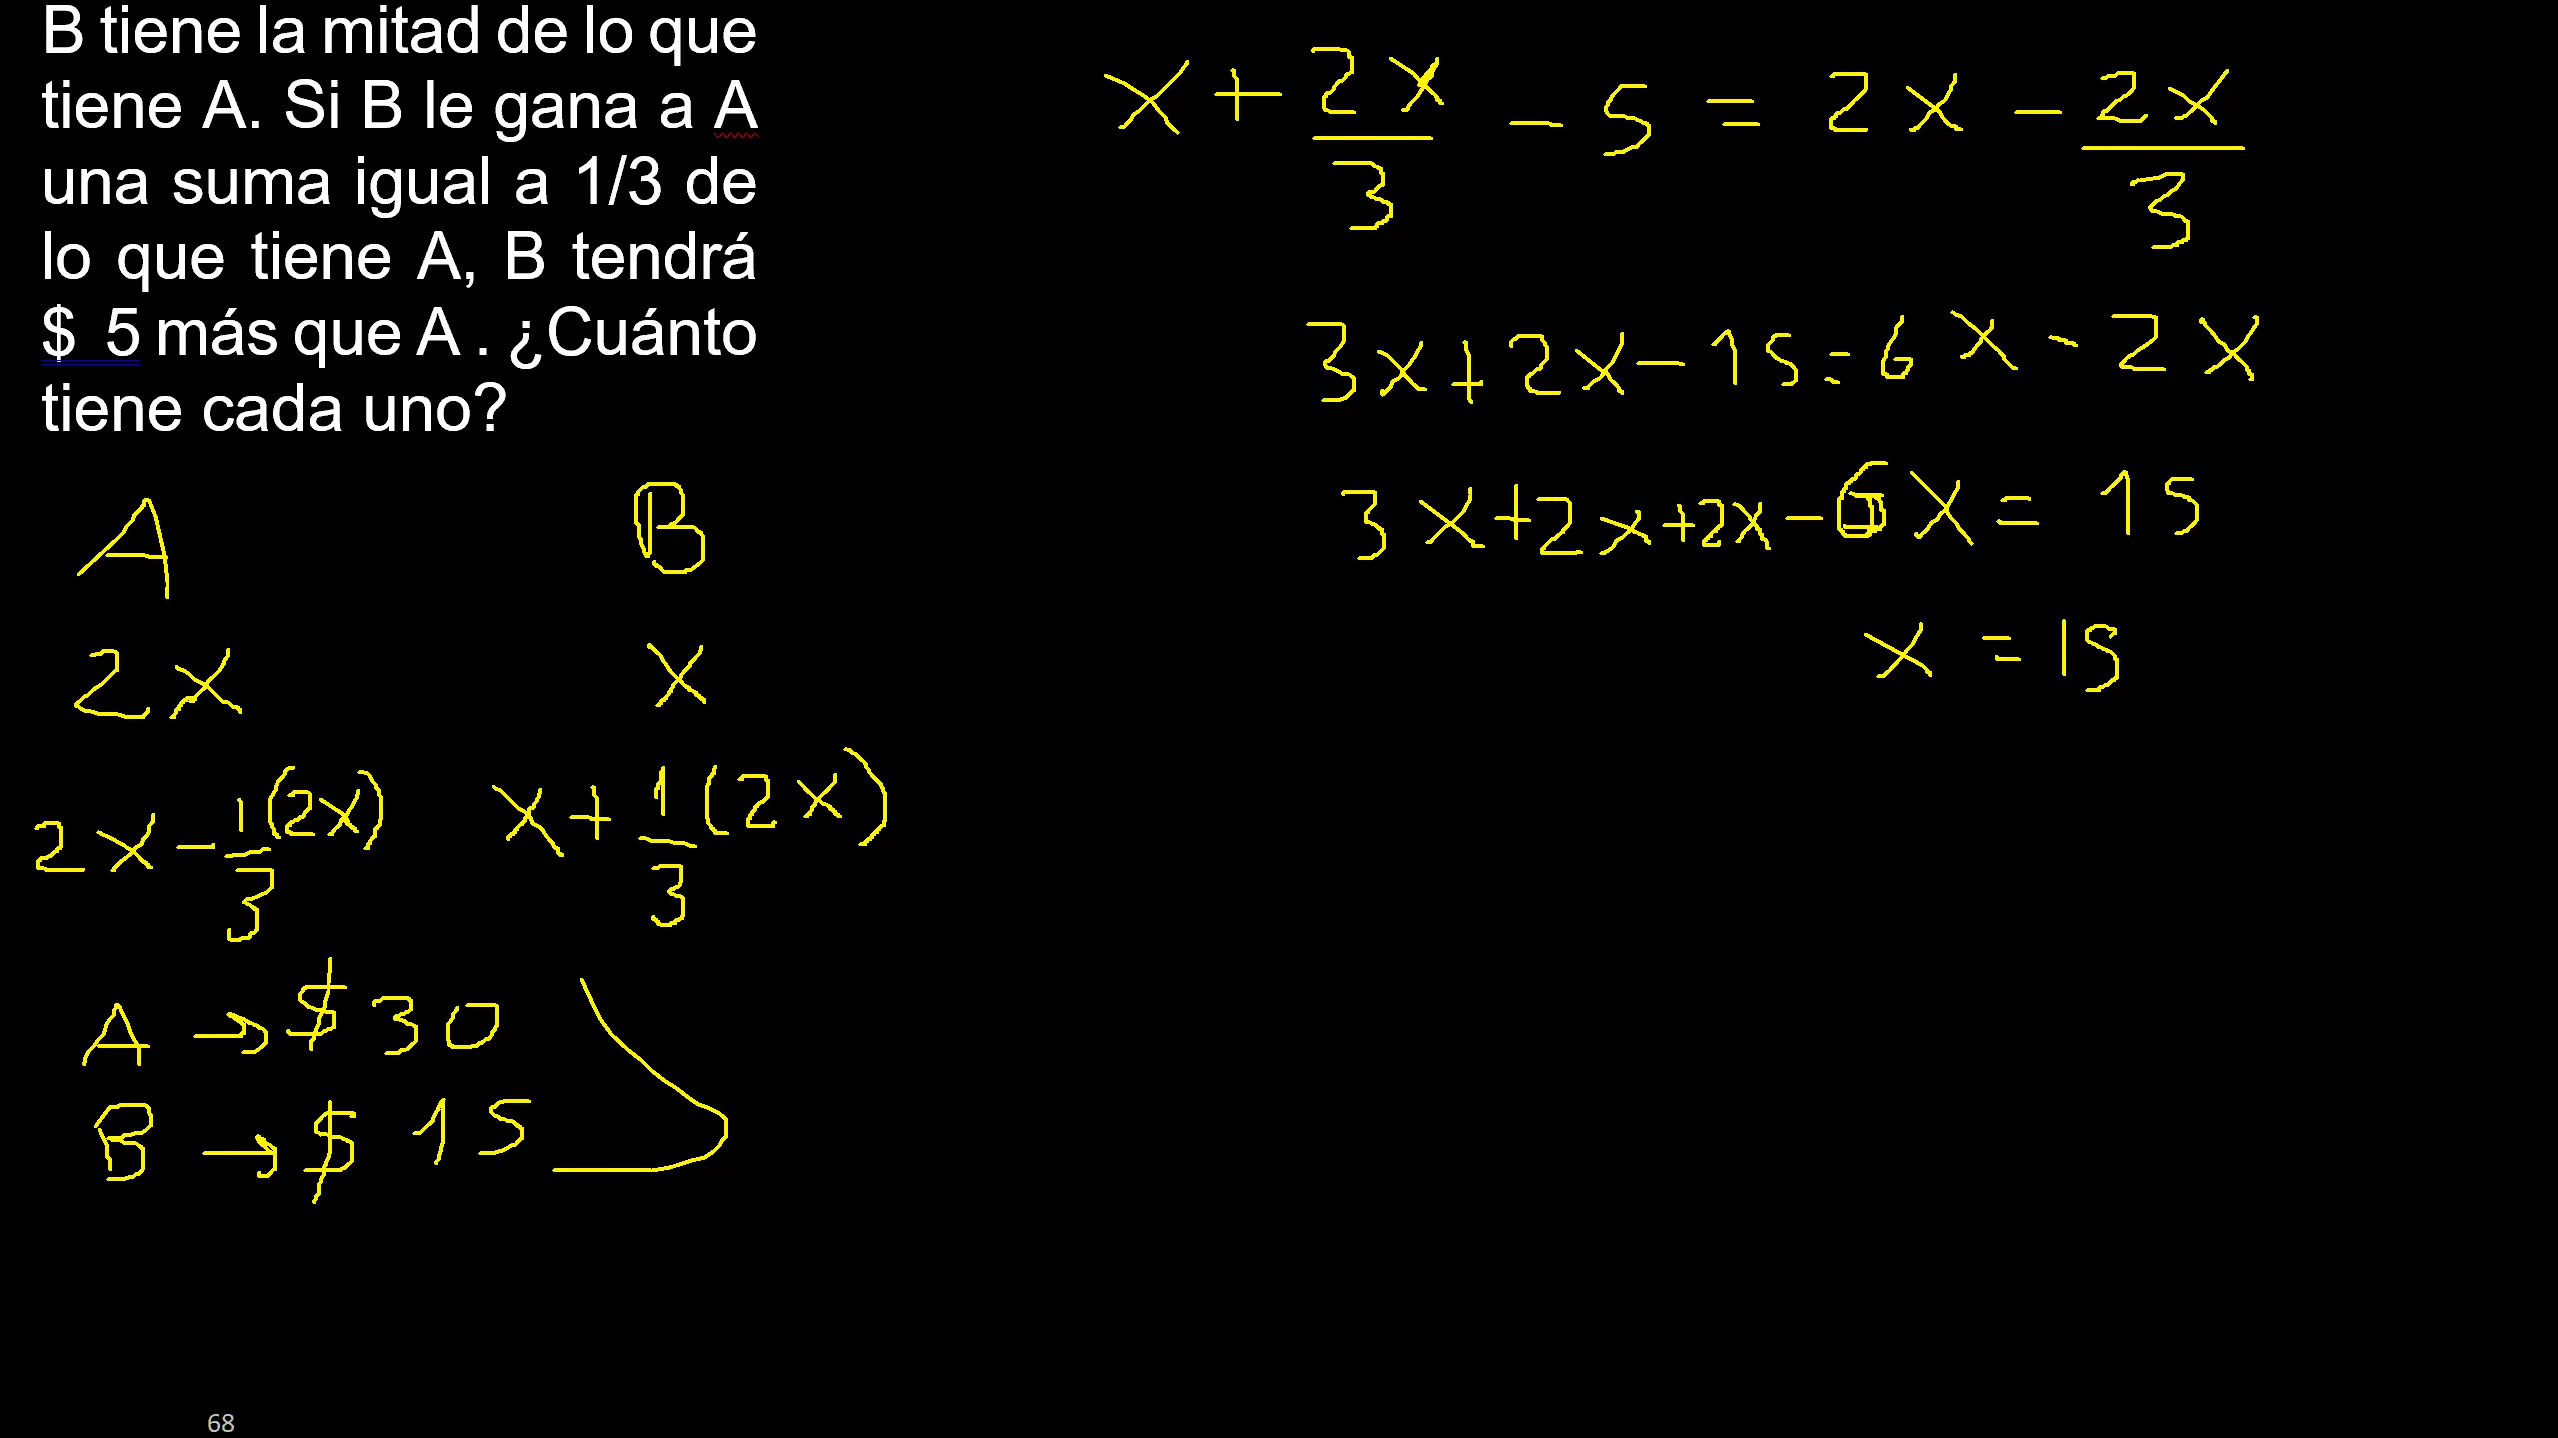 B tiene la mitad de lo que
tiene A. Si B le gana a A
una suma igual a 1/3 de
lo que tiene A, B tendrá
$ 5 más que A . ¿Cuánto
tiene cada uno?
A B
2x x
2x - 1/3 (2x) x + 1/3 (2x)
A → $ 30
B → $ 15
x + 2x/3 - 5 = 2x - 2x/3
3x + 2x - 15 = 6x - 2x
3x + 2x + 2x - 6x = 15
x = 15
68